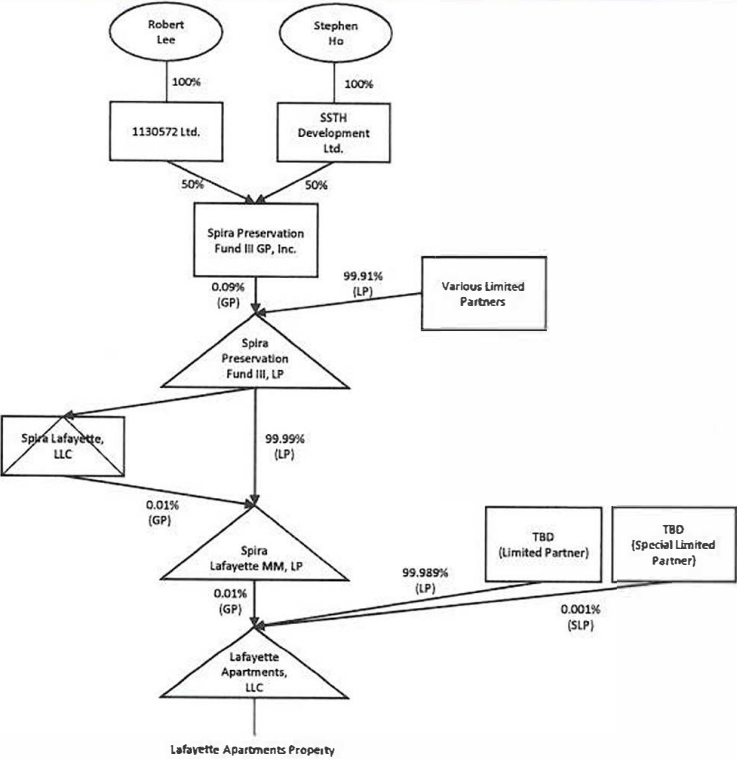 Robert
Lee
Stephen
Ho
100%
100%
1130572 Ltd.
SSTH
Development
Ltd.
50%
50%
Spira Preservation
Fund III GP, Inc.
0.09%
(GP)
99.91%
(LP)
Various Limited
Partners
Spira
Preservation
Fund III, LP
Spira Lafayette,
LLC
99.99%
(LP)
0.01%
(GP)
Spira
Lafayette MM, LP
TBD
(Limited Partner)
TBD
(Special Limited
Partner)
0.01%
(GP)
99.989%
(LP)
0.001%
(SLP)
Lafayette
Apartments,
LLC
Lafayette Apartments Property